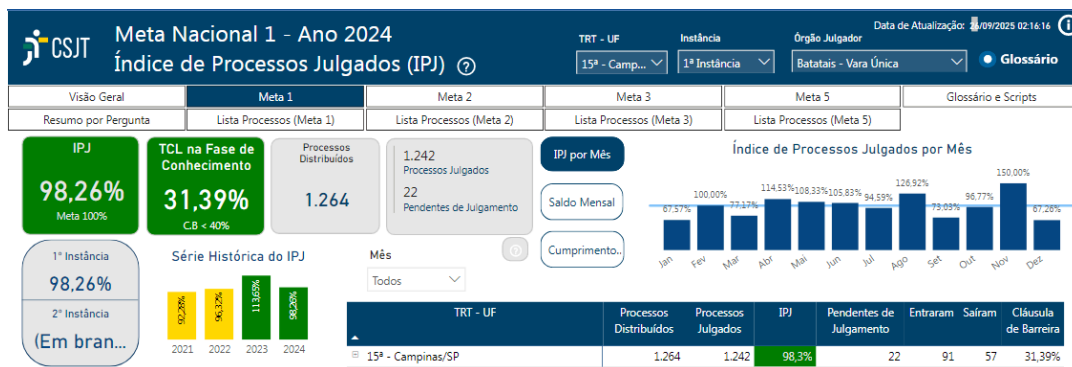 CSJT
Meta Nacional 1 - Ano 2024
Índice de Processos Julgados (IPJ)
TRT - UF
15ª - Camp...
Instância
1ª Instância
Órgão Julgador
Batatais - Vara Única
Data de Atualização: 26/09/2025 02:16:16
Glossário
Visão Geral
Meta 1
Meta 2
Meta 3
Meta 5
Glossário e Scripts
Resumo por Pergunta
Lista Processos (Meta 1)
Lista Processos (Meta 2)
Lista Processos (Meta 3)
Lista Processos (Meta 5)
IPJ
98,26%
Meta 100%
TCL na Fase de
Conhecimento
31,39%
C.B < 40%
Processos
Distribuídos
1.264
1.242
Processos Julgados
22
Pendentes de Julgamento
IPJ por Mês
Saldo Mensal
Cumprimento..
Índice de Processos Julgados por Mês
67,57%
100,00%
77,17%
114,53%
108,33%
105,83%
94,59%
126,92%
73,03%
96,77%
150,00%
67,26%
Jan
Fev
Mar
Abr
Mai
Jun
Jul
Ago
Set
Out
Nov
Dez
1ª Instância
98,26%
2ª Instância
(Em bran...
Série Histórica do IPJ
92,28%
96,32%
113,65%
98,26%
2021
2022
2023
2024
Mês
Todos
TRT - UF
Processos Distribuídos
Processos Julgados
IPJ
Pendentes de Julgamento
Entraram
Saíram
Cláusula de Barreira
15ª - Campinas/SP
1.264
1.242
98,3%
22
91
57
31,39%